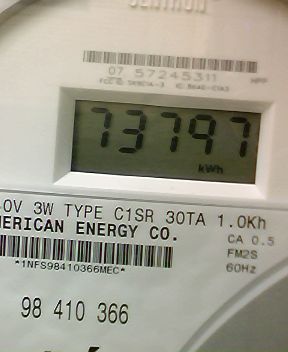 CENTRON
07 57245311
73797
kWh
0V 3W TYPE C1SR 30TA 1.0Kh
MERICAN ENERGY CO.
CA 0.5
FM2S
*1NFS98410366MEC*
60Hz
98 410 366